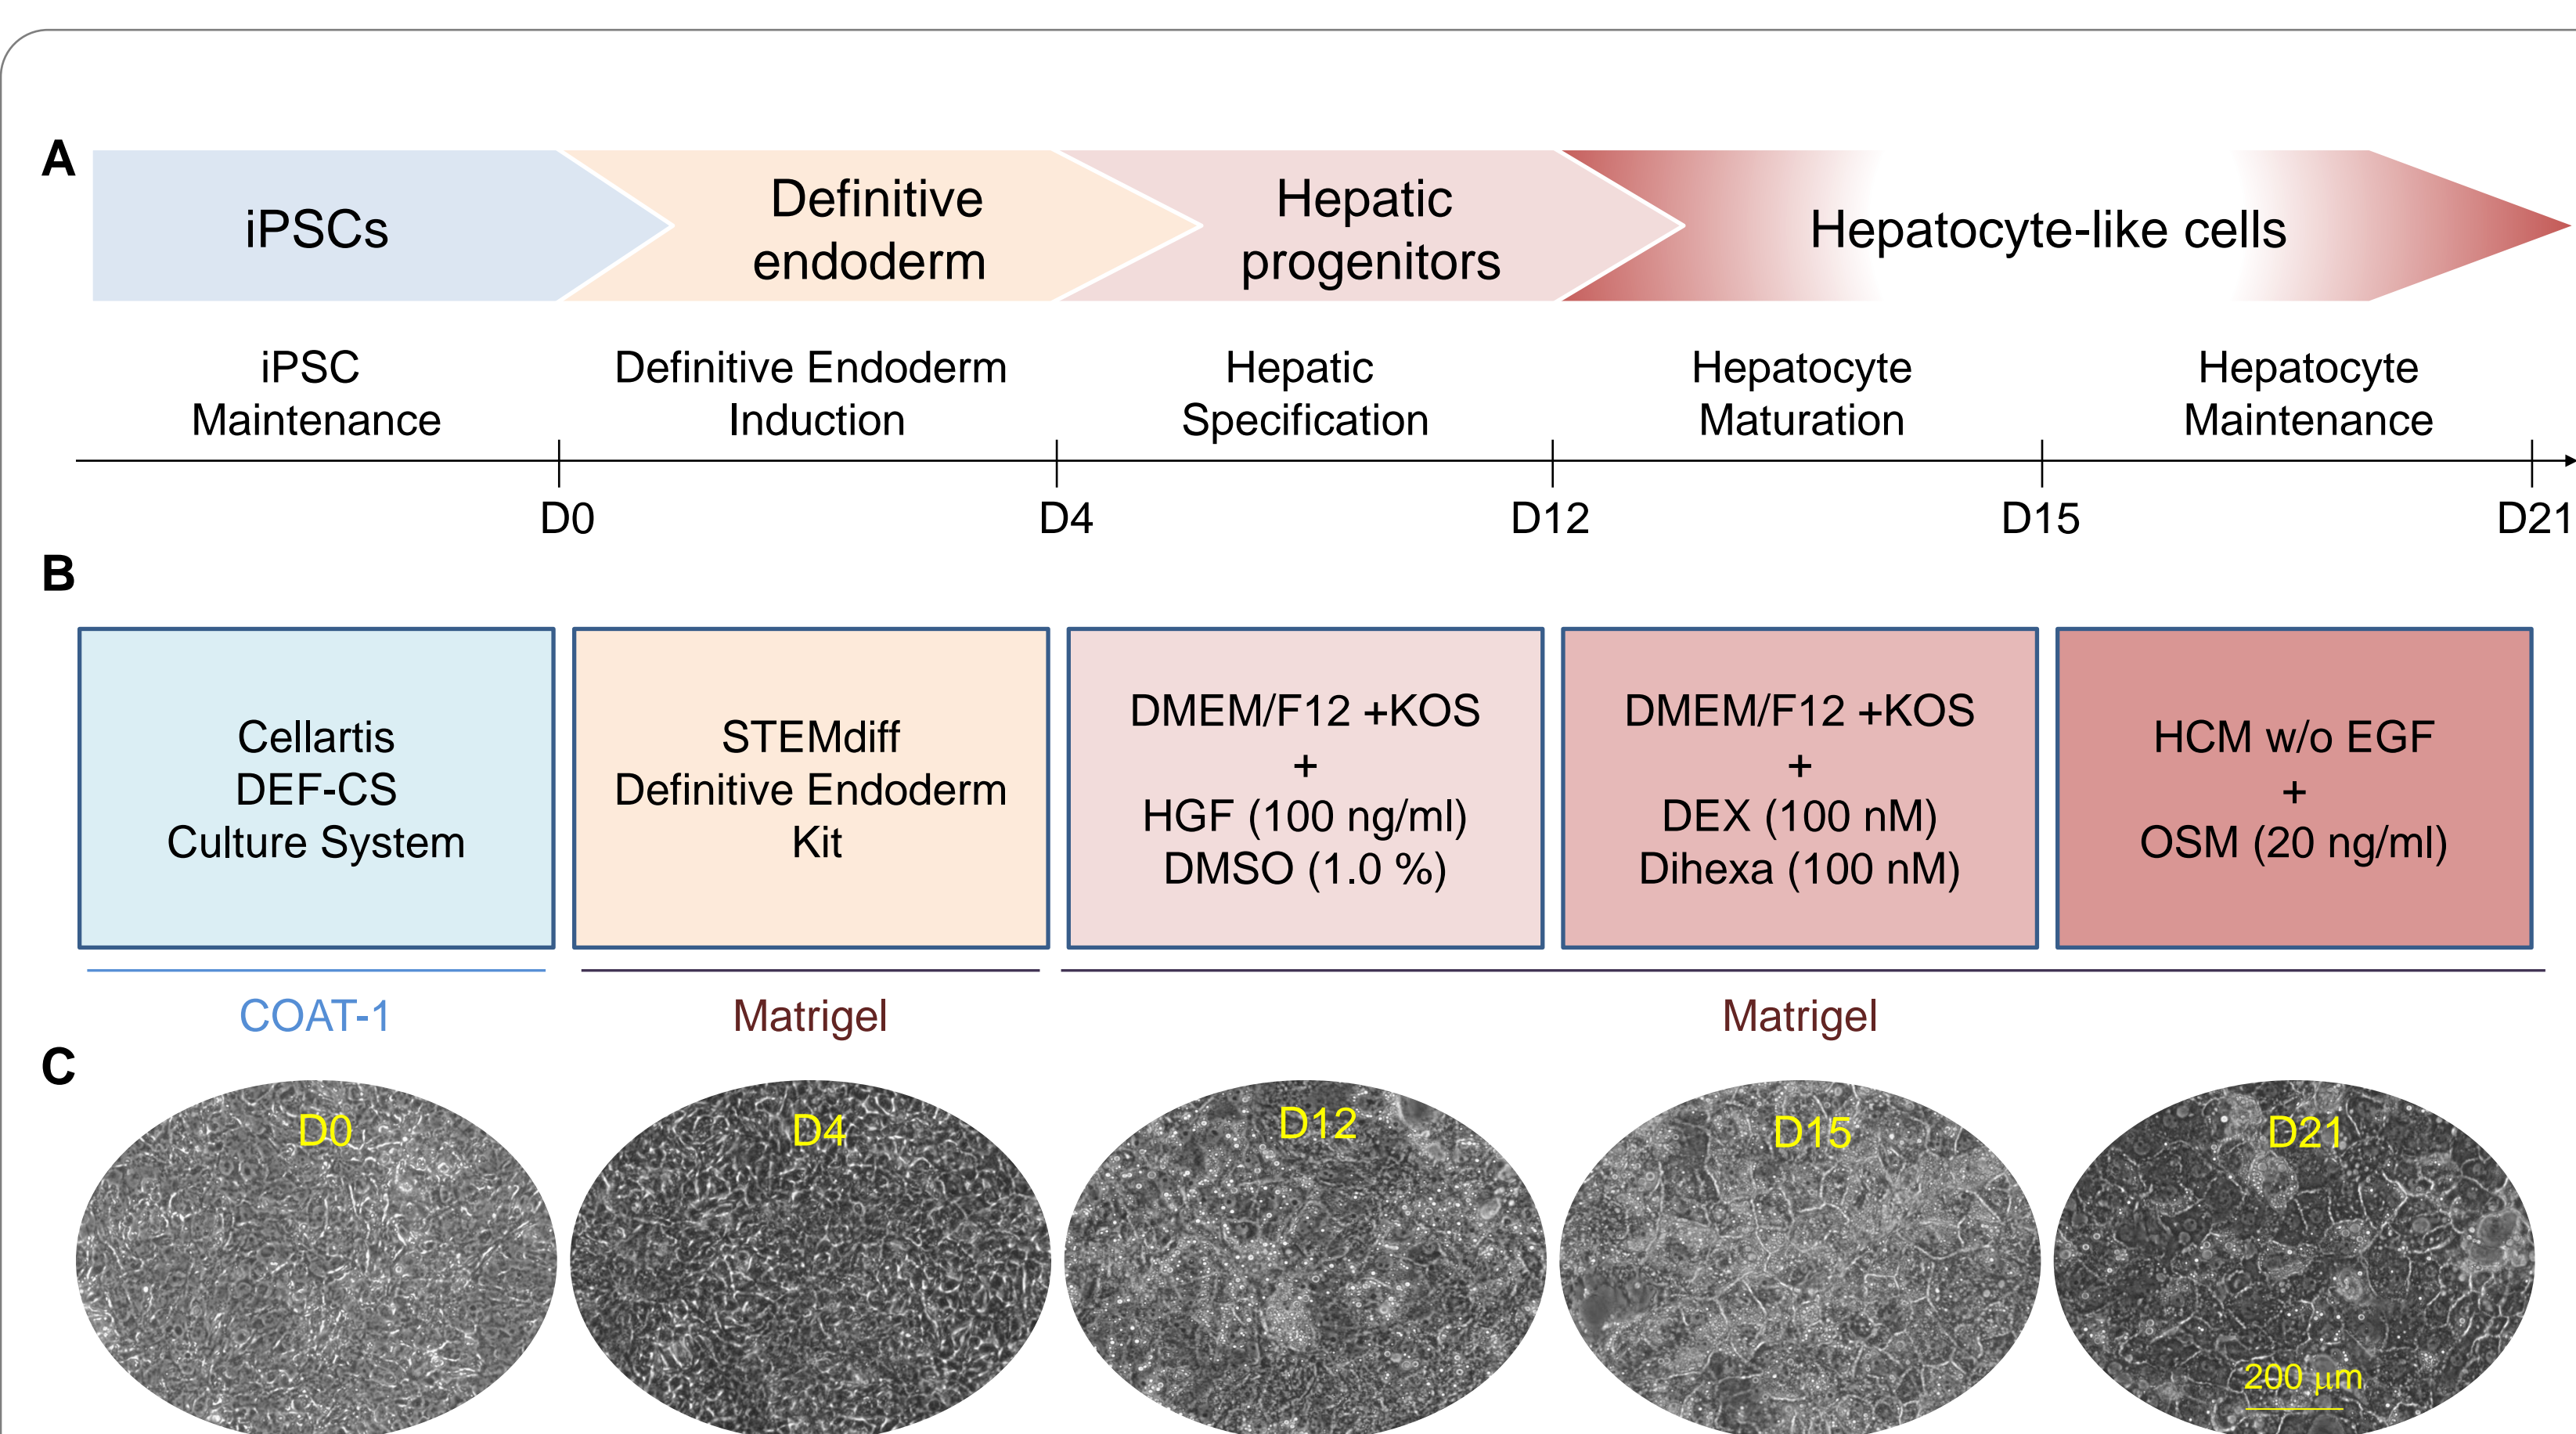 A
iPSCs
Definitive
endoderm
Hepatic
progenitors
Hepatocyte-like cells
iPSC
Maintenance
Definitive Endoderm
Induction
Hepatic
Specification
Hepatocyte
Maturation
Hepatocyte
Maintenance
D0
D4
D12
D15
D21
B
Cellartis
DEF-CS
Culture System
STEMdiff
Definitive Endoderm
Kit
DMEM/F12 +KOS
+
HGF (100 ng/ml)
DMSO (1.0 %)
DMEM/F12 +KOS
+
DEX (100 nM)
Dihexa (100 nM)
HCM w/o EGF
+
OSM (20 ng/ml)
COAT-1
Matrigel
Matrigel
C
D0
D4
D12
D15
D21
200 μm